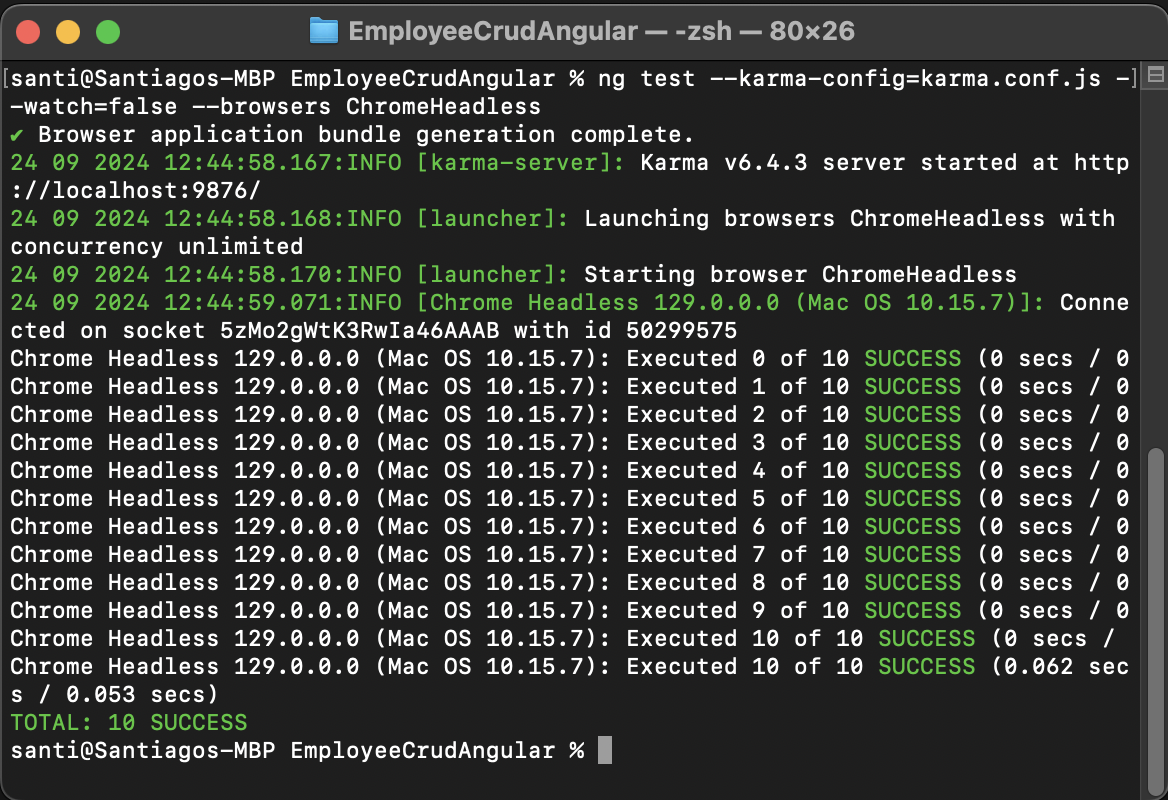 EmployeeCrudAngular — -zsh — 80×26
[santi@Santiagos-MBP EmployeeCrudAngular % ng test --karma-config=karma.conf.js -]
-watch=false --browsers ChromeHeadless
✔ Browser application bundle generation complete.
24 09 2024 12:44:58.167:INFO [karma-server]: Karma v6.4.3 server started at http
://localhost:9876/
24 09 2024 12:44:58.168:INFO [launcher]: Launching browsers ChromeHeadless with
concurrency unlimited
24 09 2024 12:44:58.170:INFO [launcher]: Starting browser ChromeHeadless
24 09 2024 12:44:59.071:INFO [Chrome Headless 129.0.0.0 (Mac OS 10.15.7)]: Conne
cted on socket 5zMo2gWtK3RwIa46AAAB with id 50299575
Chrome Headless 129.0.0.0 (Mac OS 10.15.7): Executed 0 of 10 SUCCESS (0 secs / 0
Chrome Headless 129.0.0.0 (Mac OS 10.15.7): Executed 1 of 10 SUCCESS (0 secs / 0
Chrome Headless 129.0.0.0 (Mac OS 10.15.7): Executed 2 of 10 SUCCESS (0 secs / 0
Chrome Headless 129.0.0.0 (Mac OS 10.15.7): Executed 3 of 10 SUCCESS (0 secs / 0
Chrome Headless 129.0.0.0 (Mac OS 10.15.7): Executed 4 of 10 SUCCESS (0 secs / 0
Chrome Headless 129.0.0.0 (Mac OS 10.15.7): Executed 5 of 10 SUCCESS (0 secs / 0
Chrome Headless 129.0.0.0 (Mac OS 10.15.7): Executed 6 of 10 SUCCESS (0 secs / 0
Chrome Headless 129.0.0.0 (Mac OS 10.15.7): Executed 7 of 10 SUCCESS (0 secs / 0
Chrome Headless 129.0.0.0 (Mac OS 10.15.7): Executed 8 of 10 SUCCESS (0 secs / 0
Chrome Headless 129.0.0.0 (Mac OS 10.15.7): Executed 9 of 10 SUCCESS (0 secs / 0
Chrome Headless 129.0.0.0 (Mac OS 10.15.7): Executed 10 of 10 SUCCESS (0 secs /
Chrome Headless 129.0.0.0 (Mac OS 10.15.7): Executed 10 of 10 SUCCESS (0.062 sec
s / 0.053 secs)
TOTAL: 10 SUCCESS
santi@Santiagos-MBP EmployeeCrudAngular %